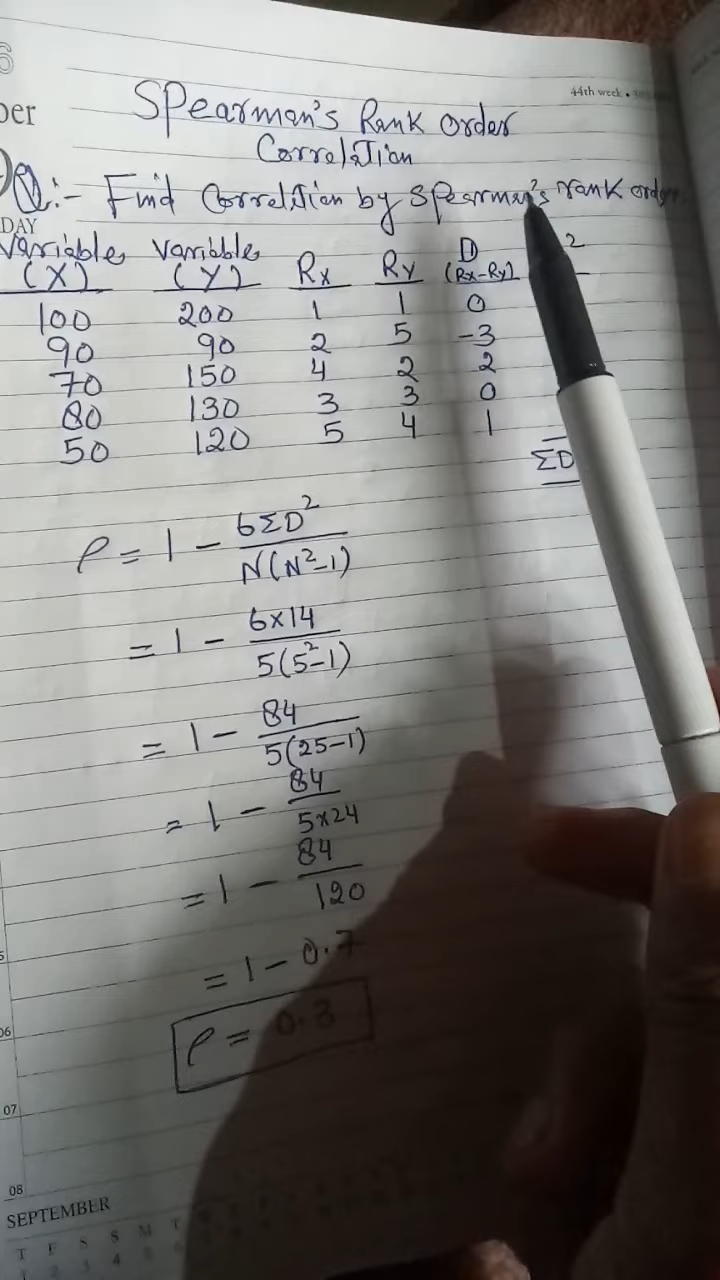 44th week
Spearman's Rank Order
Correlation
Q:- Find Correlation by Spearman's rank order
DAY
Variable Variable D 2
(X) (Y) Rx Ry (Rx-Ry)
100 200 1 1 0
90 90 2 5 -3
70 150 4 2 2
80 130 3 3 0
50 120 5 4 1
ΣD
ρ = 1 - 6ΣD²/N(N²-1)
= 1 - 6×14/5(5²-1)
= 1 - 84/5(25-1)
= 1 - 84/5×24
= 1 - 84/120
= 1 - 0.7
ρ = 0.3
06
07
08
SEPTEMBER
T F S S M T